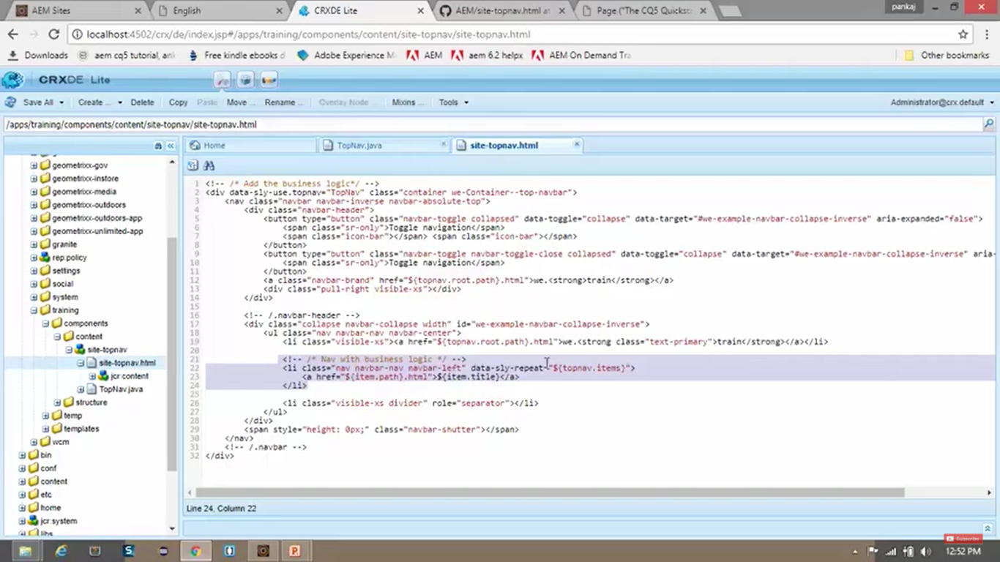 AEM Sites
English
CRXDE Lite
AEM/site-topnav.html at
Page ("The CQ5 Quickst
pankaj
localhost:4502/crx/de/index.jsp#/apps/training/components/content/site-topnav/site-topnav.html
Downloads
aem cq5 tutorial, an
Free kindle ebooks
Adobe Experience M
AEM
aem 6.2 helpx
AEM On Demand Tra
Other bookmarks
CRXDE Lite
Save All
Create ...
Delete
Copy
Paste
Move ...
Rename ...
Overlay Node ...
Mixins ...
Tools
Administrator@crx.default
/apps/training/components/content/site-topnav/site-topnav.html
geometrixx-gov
geometrixx-instore
geometrixx-media
geometrixx-outdoors
geometrixx-outdoors-app
geometrixx-unlimited-app
granite
rep:policy
settings
social
system
training
components
content
site-topnav
site-topnav.html
jcr:content
TopNav.java
structure
temp
templates
wcm
bin
conf
content
etc
home
jcr:system
libs
Home
TopNav.java
site-topnav.html
1 <!-- /* Add the business logic*/ -->
2 <div data-sly-use.topnav="TopNav" class="container we-Container--top-navbar">
3 <nav class="navbar navbar-inverse navbar-absolute-top">
4 <div class="navbar-header">
5 <button type="button" class="navbar-toggle collapsed" data-toggle="collapse" data-target="#we-example-navbar-collapse-inverse" aria-expanded="false">
6 <span class="sr-only">Toggle navigation</span>
7 <span class="icon-bar"></span> <span class="icon-bar"></span>
8 </button>
9 <button type="button" class="navbar-toggle navbar-toggle-close collapsed" data-toggle="collapse" data-target="#we-example-navbar-collapse-inverse" aria-
10 <span class="sr-only">Toggle navigation</span>
11 </button>
12 <a class="navbar-brand" href="${topnav.root.path}.html">we.<strong>train</strong></a>
13 <div class="pull-right visible-xs"></div>
14 </div>
15
16 <!-- /.navbar-header -->
17 <div class="collapse navbar-collapse width" id="we-example-navbar-collapse-inverse">
18 <ul class="nav navbar-nav navbar-center">
19 <li class="visible-xs"><a href="${topnav.root.path}.html">we.<strong class="text-primary">train</strong></a></li>
20
21 <!-- /* Nav with business logic */ -->
22 <li class="nav navbar-nav navbar-left" data-sly-repeat="${topnav.items}">
23 <a href="${item.path}.html">${item.title}</a>
24 </li>
25
26 <li class="visible-xs divider" role="separator"></li>
27 </ul>
28 </div>
29 <span style="height: 0px;" class="navbar-shutter"></span>
30 </nav>
31 <!-- /.navbar -->
32 </div>
Line 24, Column 22
Subscribe
12:52 PM